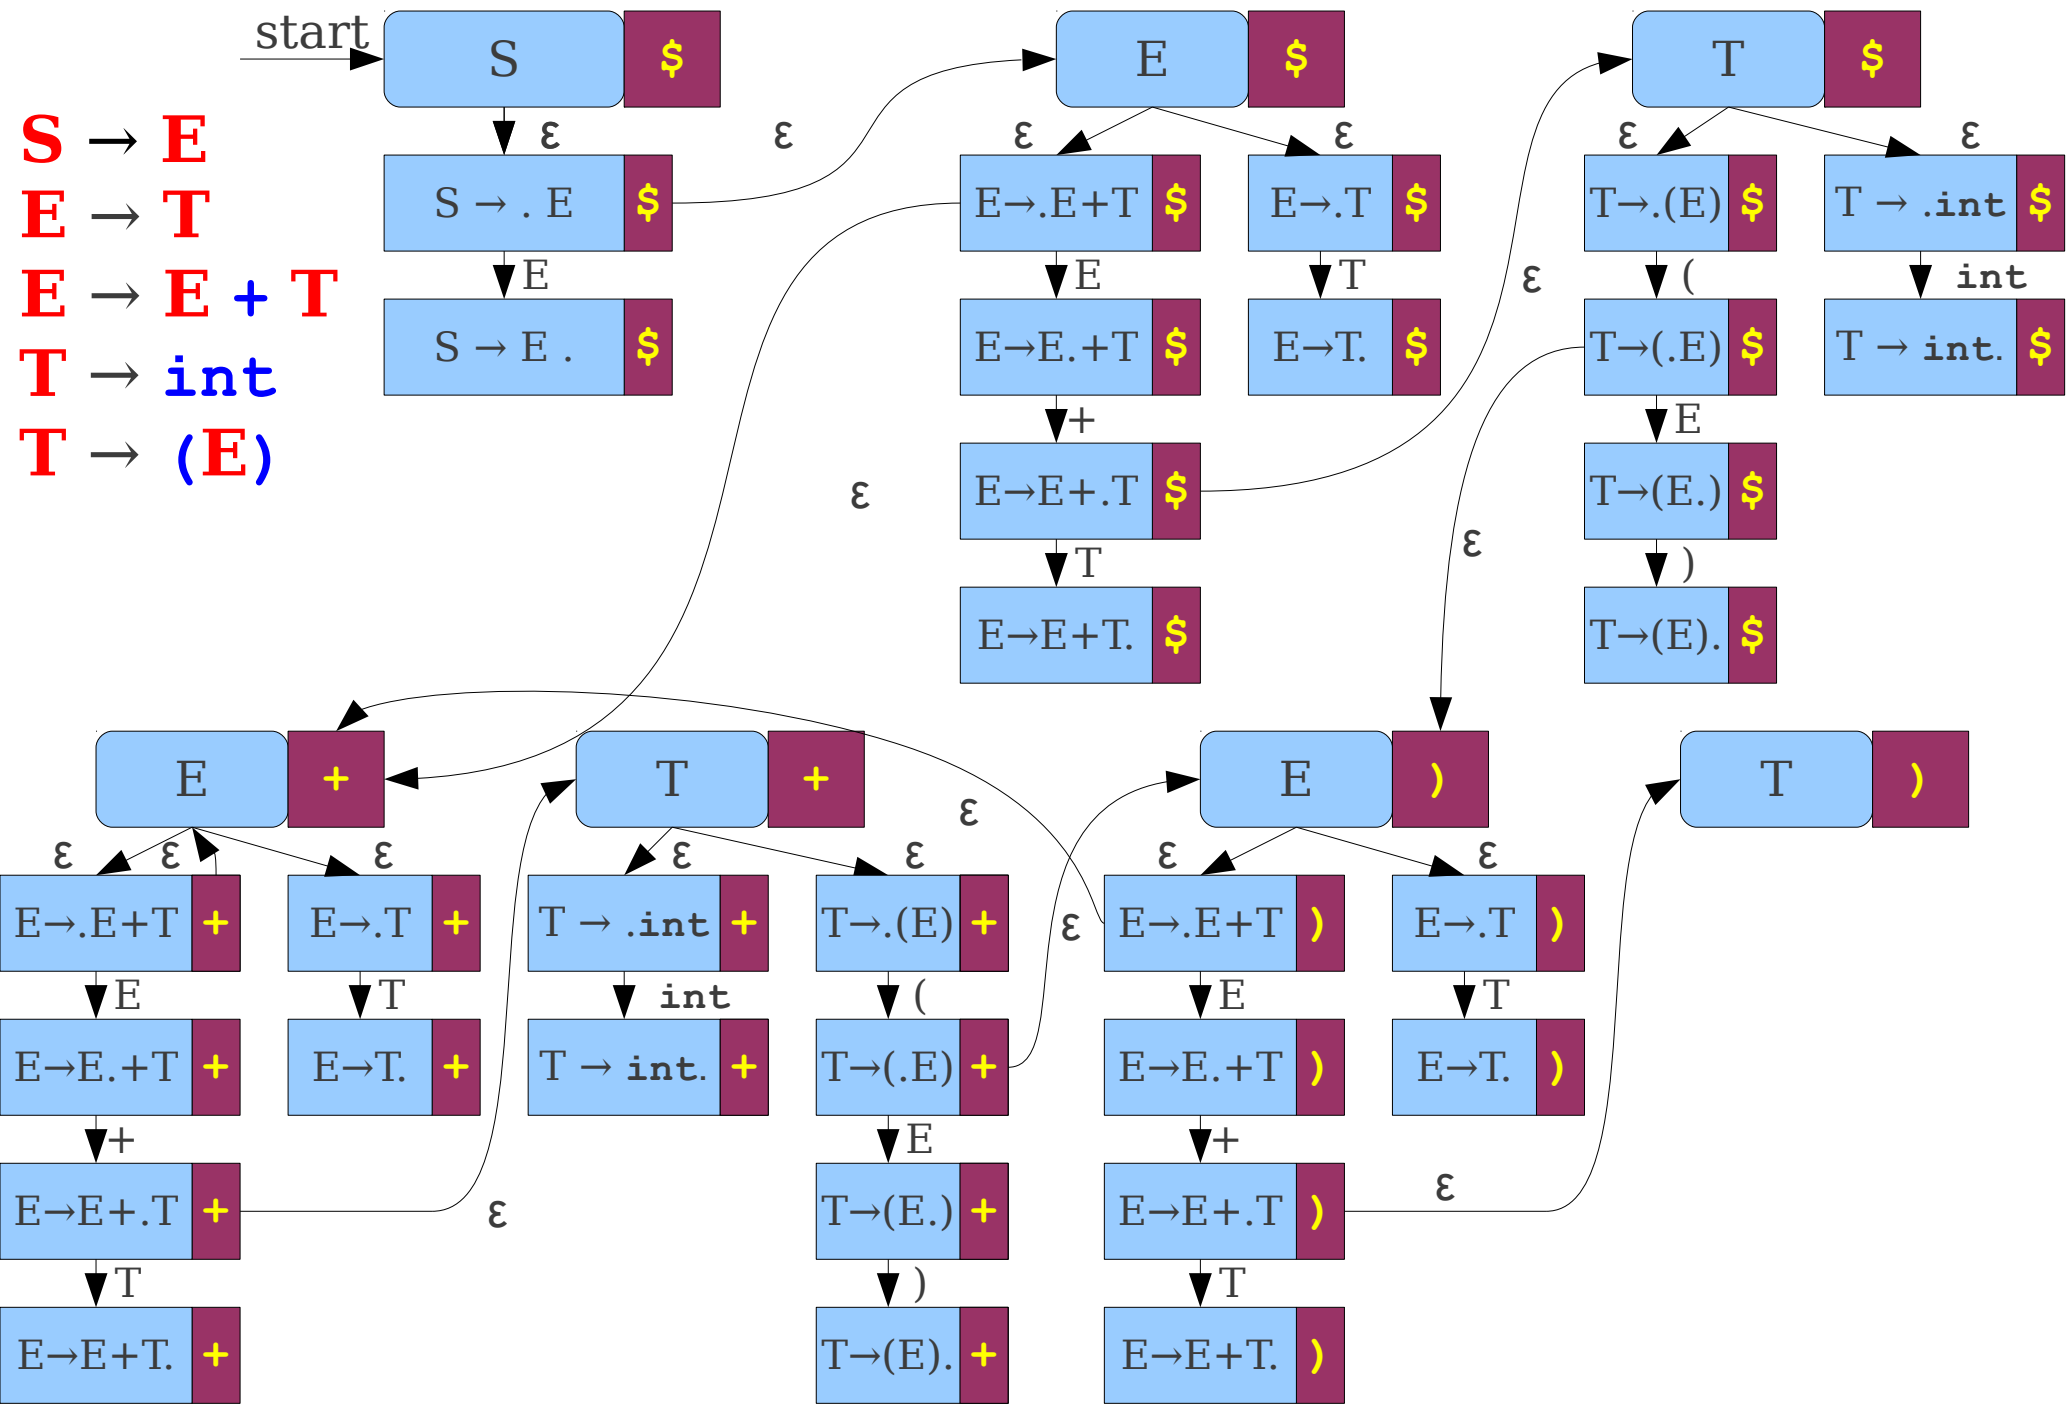 start
S $
E $
T $
ε
ε
ε
ε
ε
ε
S → E
E → T
E → E + T
T → int
T → (E)
S → . E $
E→.E+T $
E→.T $
T→.(E) $
T → .int $
E
E
T
ε
(
int
S → E . $
E→E.+T $
E→T. $
T→(.E) $
T → int. $
+
E
ε
E→E+.T $
T→(E.) $
T
ε
)
E→E+T. $
T→(E). $
E +
T +
E )
T )
ε
ε
ε
ε
ε
ε
ε
ε
E→.E+T +
E→.T +
T → .int +
T→.(E) +
ε
E→.E+T )
E→.T )
E
T
int
(
E
T
E→E.+T +
E→T. +
T → int. +
T→(.E) +
E→E.+T )
E→T. )
+
E
+
E→E+.T +
ε
T→(E.) +
E→E+.T )
ε
T
)
T
E→E+T. +
T→(E). +
E→E+T. )